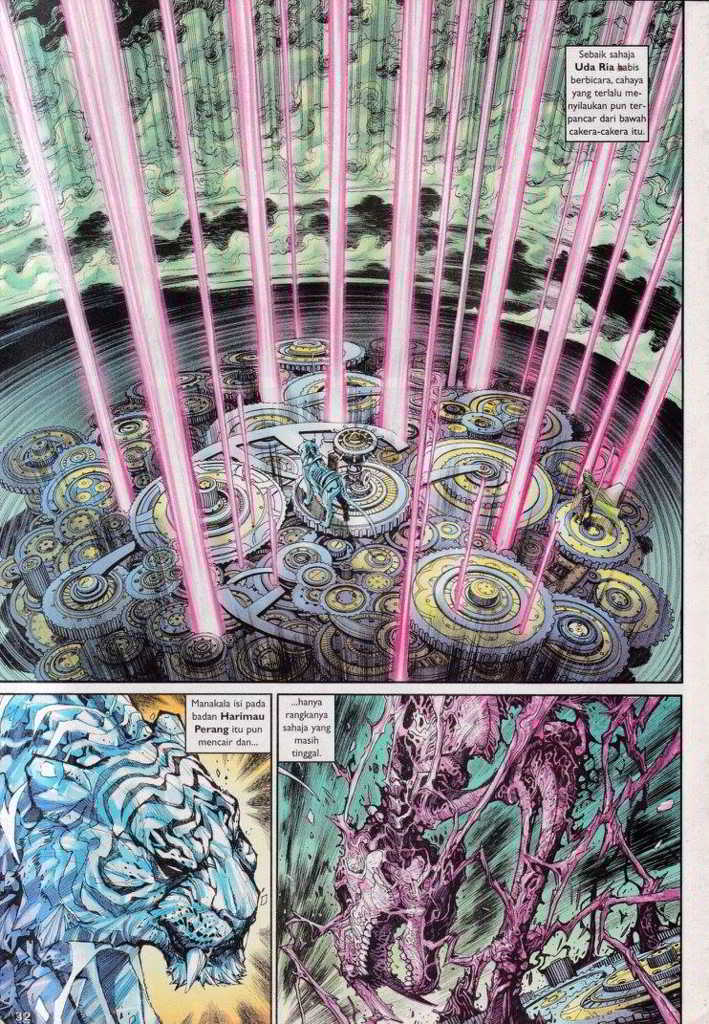 Sebaik sahaja
Uda Ria habis
berbicara, cahaya
yang terlalu me-
nyilaukan pun ter-
pancar dari bawah
cakera-cakera itu.
Manakala isi pada
badan Harimau
Perang itu pun
mencair dan...
...hanya
rangkanya
sahaja yang
masih
tinggal.
32